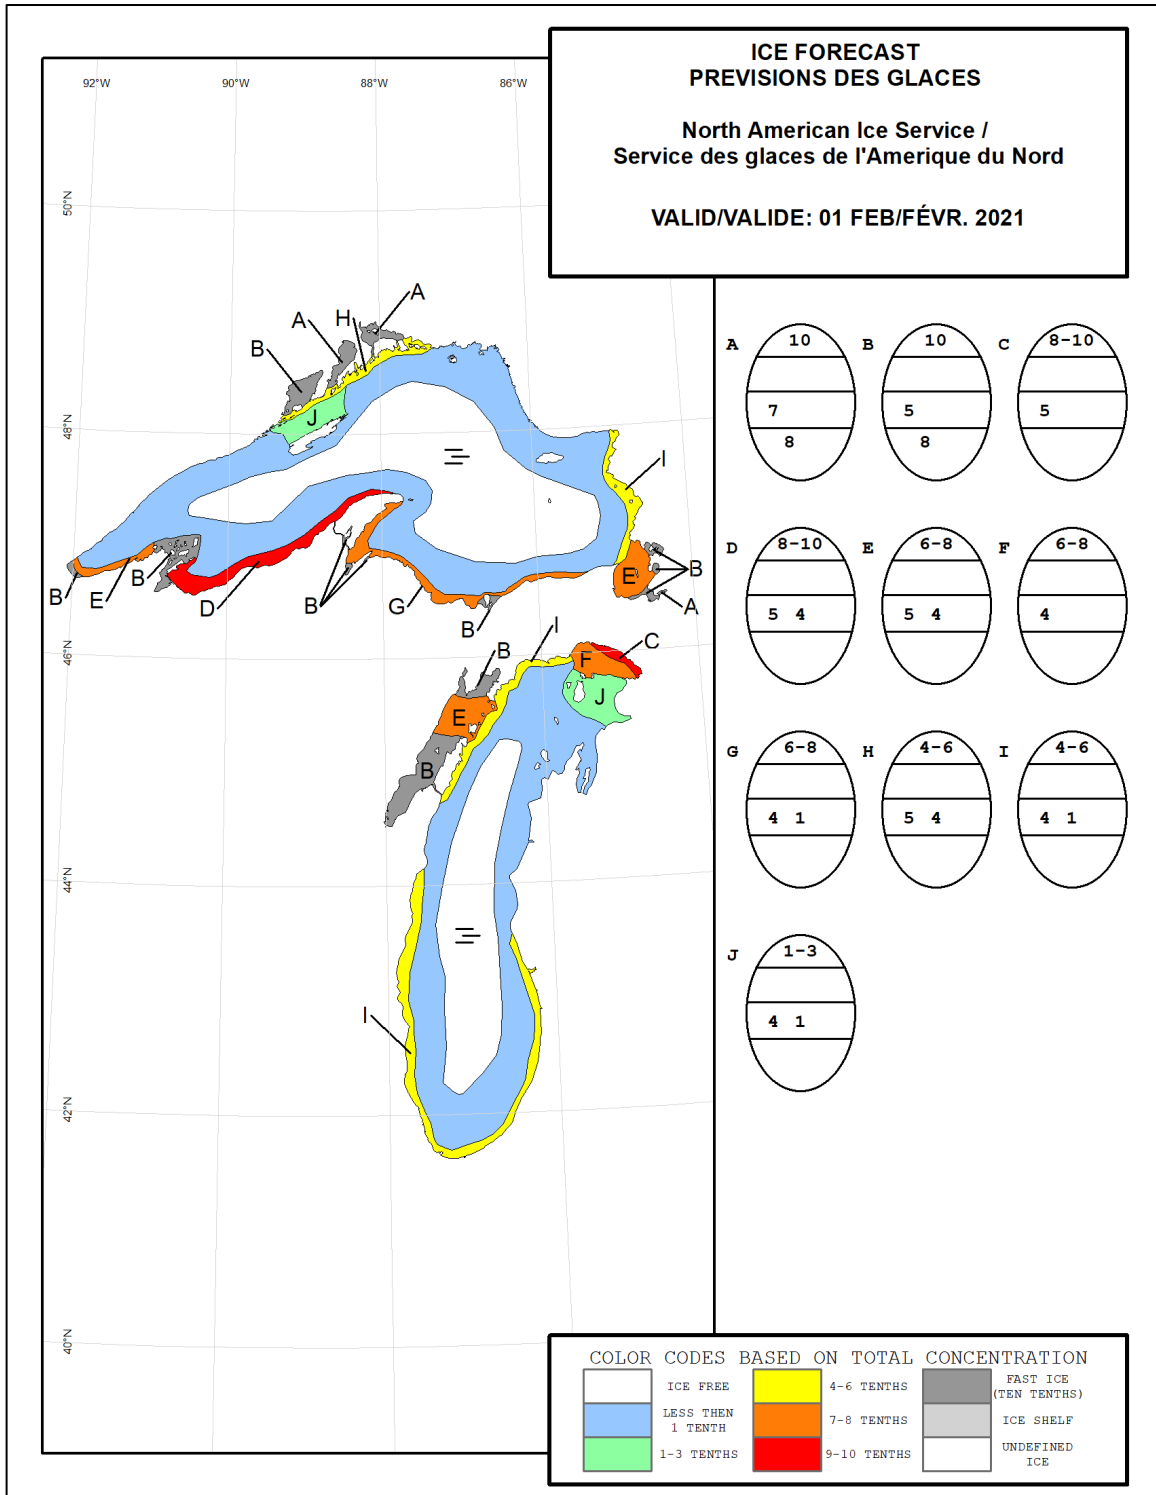 ICE FORECAST
PREVISIONS DES GLACES
North American Ice Service /
Service des glaces de l'Amerique du Nord
VALID/VALIDE: 01 FEB/FÉVR. 2021
92°W 90°W 88°W 86°W
50°N
48°N
46°N
44°N
42°N
40°N
A
A
H
B
J
I
B
E
B
D
B
G
B
E
B
A
I
B
C
F
J
E
B
I
A
10
7
8
B
10
5
8
C
8-10
5
D
8-10
5 4
E
6-8
5 4
F
6-8
4
G
6-8
4 1
H
4-6
5 4
I
4-6
4 1
J
1-3
4 1
COLOR CODES BASED ON TOTAL CONCENTRATION
ICE FREE
LESS THEN
1 TENTH
1-3 TENTHS
4-6 TENTHS
7-8 TENTHS
9-10 TENTHS
FAST ICE
(TEN TENTHS)
ICE SHELF
UNDEFINED
ICE